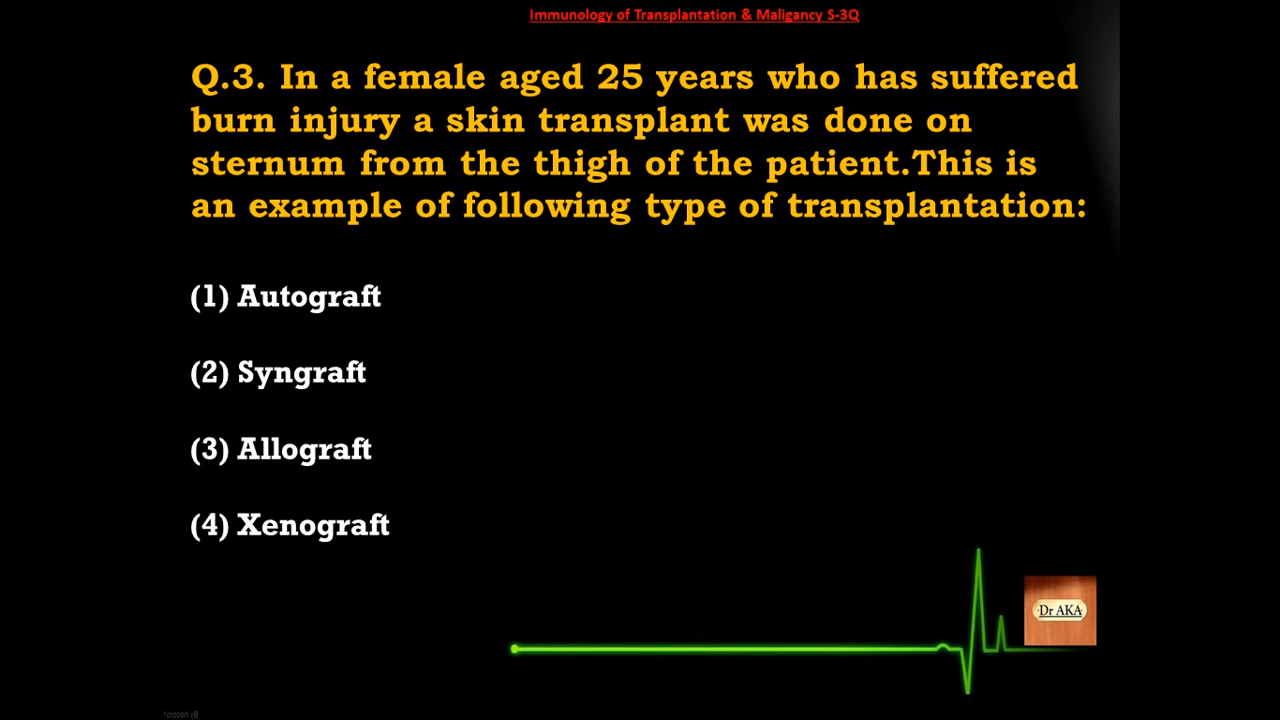 Immunology of Transplantation & Maligancy S-3Q
Q.3. In a female aged 25 years who has suffered
burn injury a skin transplant was done on
sternum from the thigh of the patient.This is
an example of following type of transplantation:
(1) Autograft
(2) Syngraft
(3) Allograft
(4) Xenograft
Dr AKA